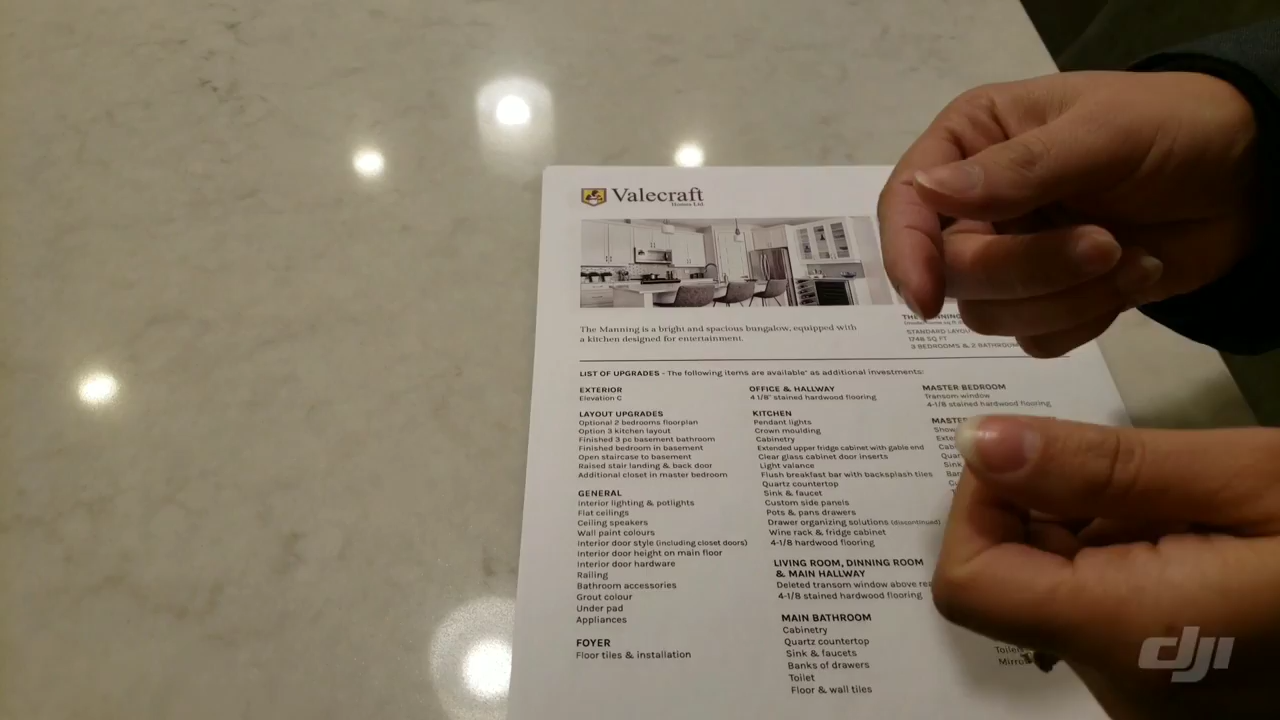 Valecraft
Homes Ltd.
The Manning is a bright and spacious bungalow, equipped with
a kitchen designed for entertainment.
THE
STANDARD
1748 SQ FT
3 BEDROOMS & 2
LIST OF UPGRADES - The following items are available* as additional investments:
EXTERIOR
Elevation C
LAYOUT UPGRADES
Optional 2 bedrooms floorplan
Option 3 kitchen layout
Finished 3 pc basement bathroom
Finished bedroom in basement
Open staircase to basement
Raised stair landing & back door
Additional closet in master bedroom
GENERAL
Interior lighting & potlights
Flat ceilings
Ceiling speakers
Wall paint colours
Interior door style (including closet doors)
Interior door height on main floor
Interior door hardware
Railing
Bathroom accessories
Grout colour
Under pad
Appliances
FOYER
Floor tiles & installation
OFFICE & HALLWAY
4 1/8" stained hardwood flooring
KITCHEN
Pendant lights
Crown moulding
Cabinetry
Extended upper fridge cabinet with gable end
Clear glass cabinet door inserts
Light valance
Flush breakfast bar with backsplash tiles
Quartz countertop
Sink & faucet
Custom side panels
Pots & pans drawers
Drawer organizing solutions (discontinued)
Wine rack & fridge cabinet
4-1/8 hardwood flooring
LIVING ROOM, DINNING ROOM
& MAIN HALLWAY
Deleted transom window above
4-1/8 stained hardwood flooring
MAIN BATHROOM
Cabinetry
Quartz countertop
Sink & faucets
Banks of drawers
Toilet
Floor & wall tiles
MASTER BEDROOM
Transom window
4-1/8 stained hardwood flooring
Sink
dji